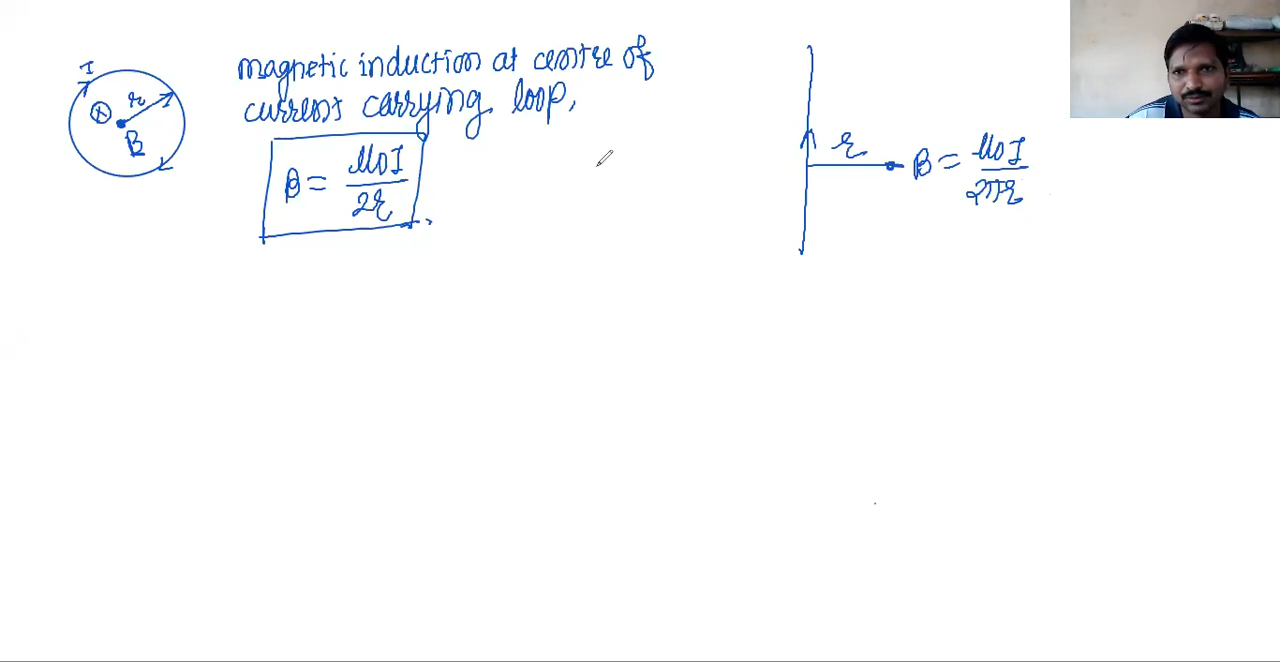 I
magnetic induction at centre of
current carrying loop,
ⓧ r
B
B = μ0I / 2r
r
B = μ0I / 2πr